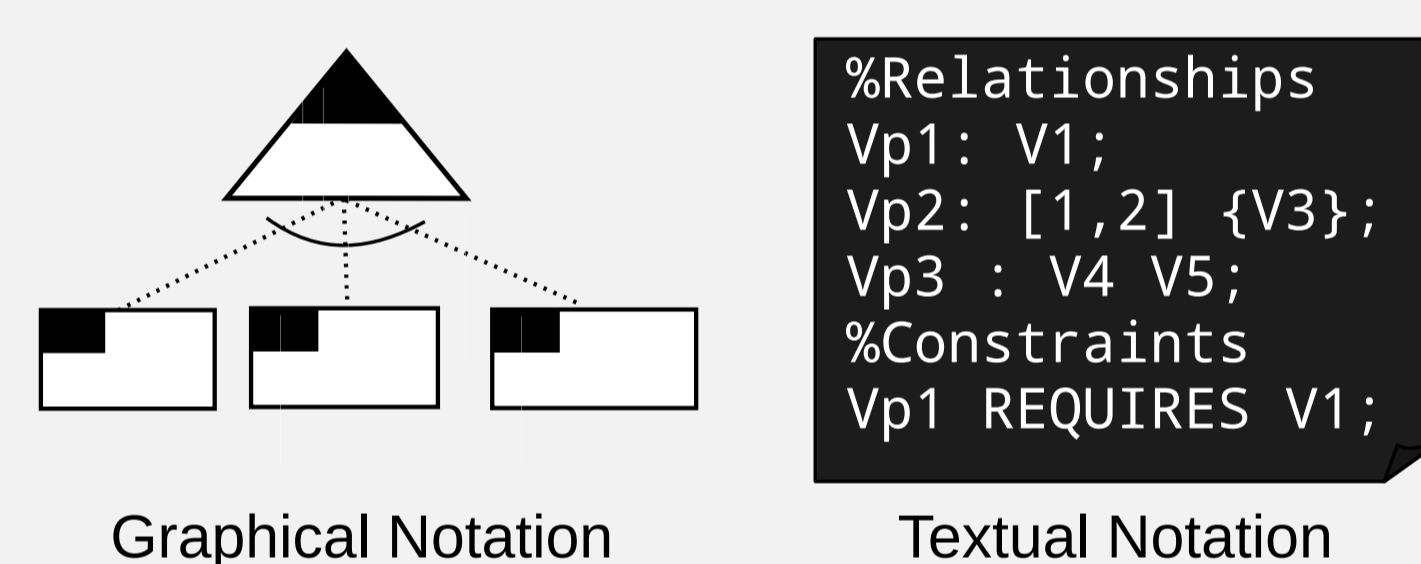 %Relationships
Vp1: V1;
Vp2: [1,2] {V3};
Vp3 : V4 V5;
%Constraints
Vp1 REQUIRES V1;
Graphical Notation
Textual Notation